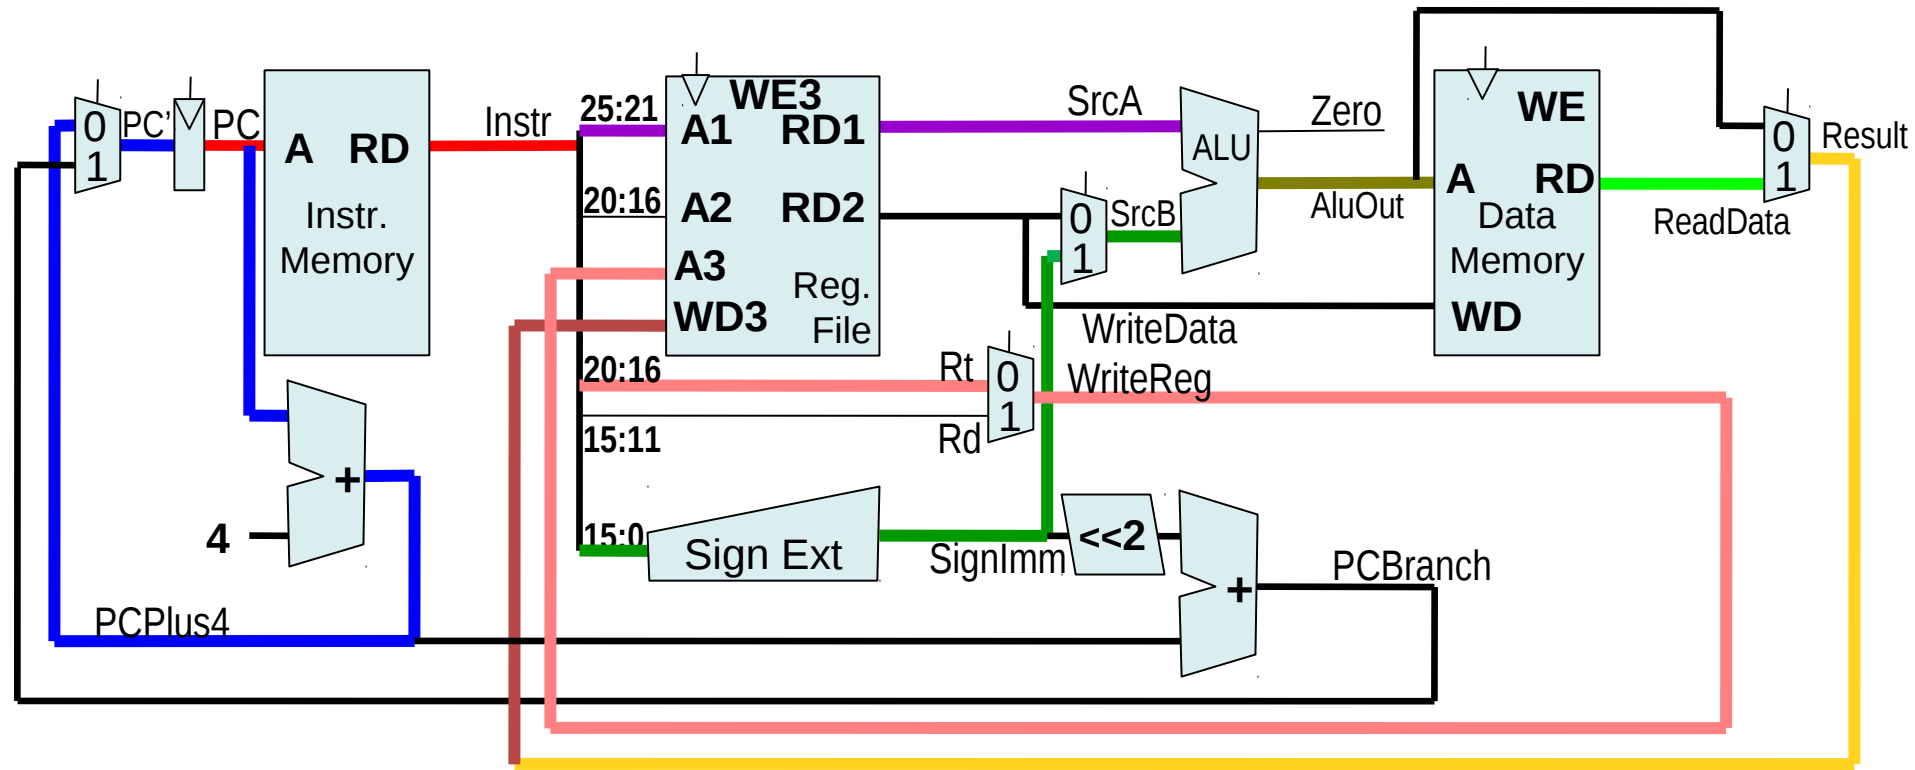 0
1
PC'
PC
A RD
Instr.
Memory
Instr
25:21
20:16
WE3
A1 RD1
A2 RD2
A3
WD3
Reg.
File
SrcA
0
1
SrcB
ALU
Zero
AluOut
WE
A RD
Data
Memory
WD
ReadData
0
1
Result
WriteData
WriteReg
20:16
Rt
0
1
Rd
15:11
+
4
15:0
Sign Ext
SignImm
<<2
+
PCBranch
PCPlus4